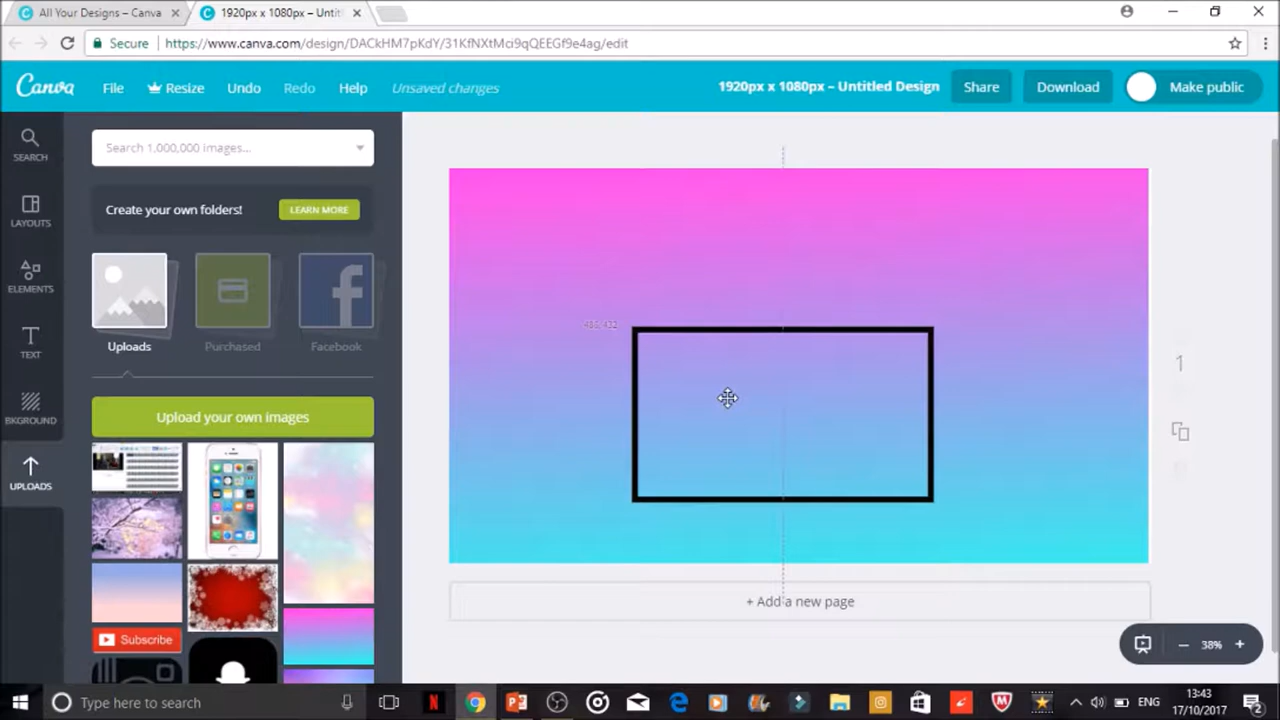 All Your Designs – Canva
1920px x 1080px – Untitl
Secure
https://www.canva.com/design/DACkHM7pKdY/31KfNXtMci9qQEEGf9e4ag/edit
Canva
File
Resize
Undo
Redo
Help
Unsaved changes
1920px x 1080px – Untitled Design
Share
Download
Make public
SEARCH
LAYOUTS
ELEMENTS
TEXT
BKGROUND
UPLOADS
Search 1,000,000 images...
Create your own folders!
LEARN MORE
Uploads
Purchased
Facebook
Upload your own images
Subscribe
1
+ Add a new page
38%
Type here to search
ENG
13:43
17/10/2017
2